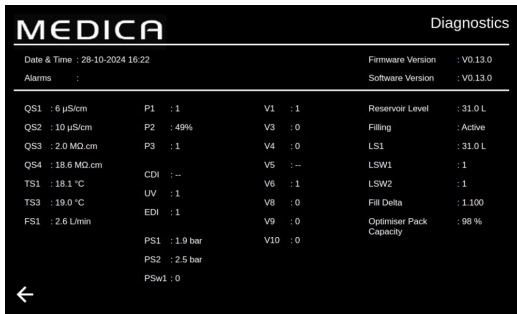 MEDICA
Diagnostics
Date & Time : 28-10-2024 16:22
Alarms :
Firmware Version : V0.13.0
Software Version : V0.13.0
QS1 : 6 µS/cm
QS2 : 10 µS/cm
QS3 : 2.0 MΩ.cm
QS4 : 18.6 MΩ.cm
TS1 : 18.1 °C
TS3 : 19.0 °C
FS1 : 2.6 L/min
P1 : 1
P2 : 49%
P3 : 1
CDI : --
UV : 1
EDI : 1
PS1 : 1.9 bar
PS2 : 2.5 bar
PSw1 : 0
V1 : 1
V3 : 0
V4 : 0
V5 : --
V6 : 1
V8 : 0
V9 : 0
V10 : 0
Reservoir Level : 31.0 L
Filling : Active
LS1 : 31.0 L
LSW1 : 1
LSW2 : 1
Fill Delta : 1.100
Optimiser Pack : 98 %
Capacity